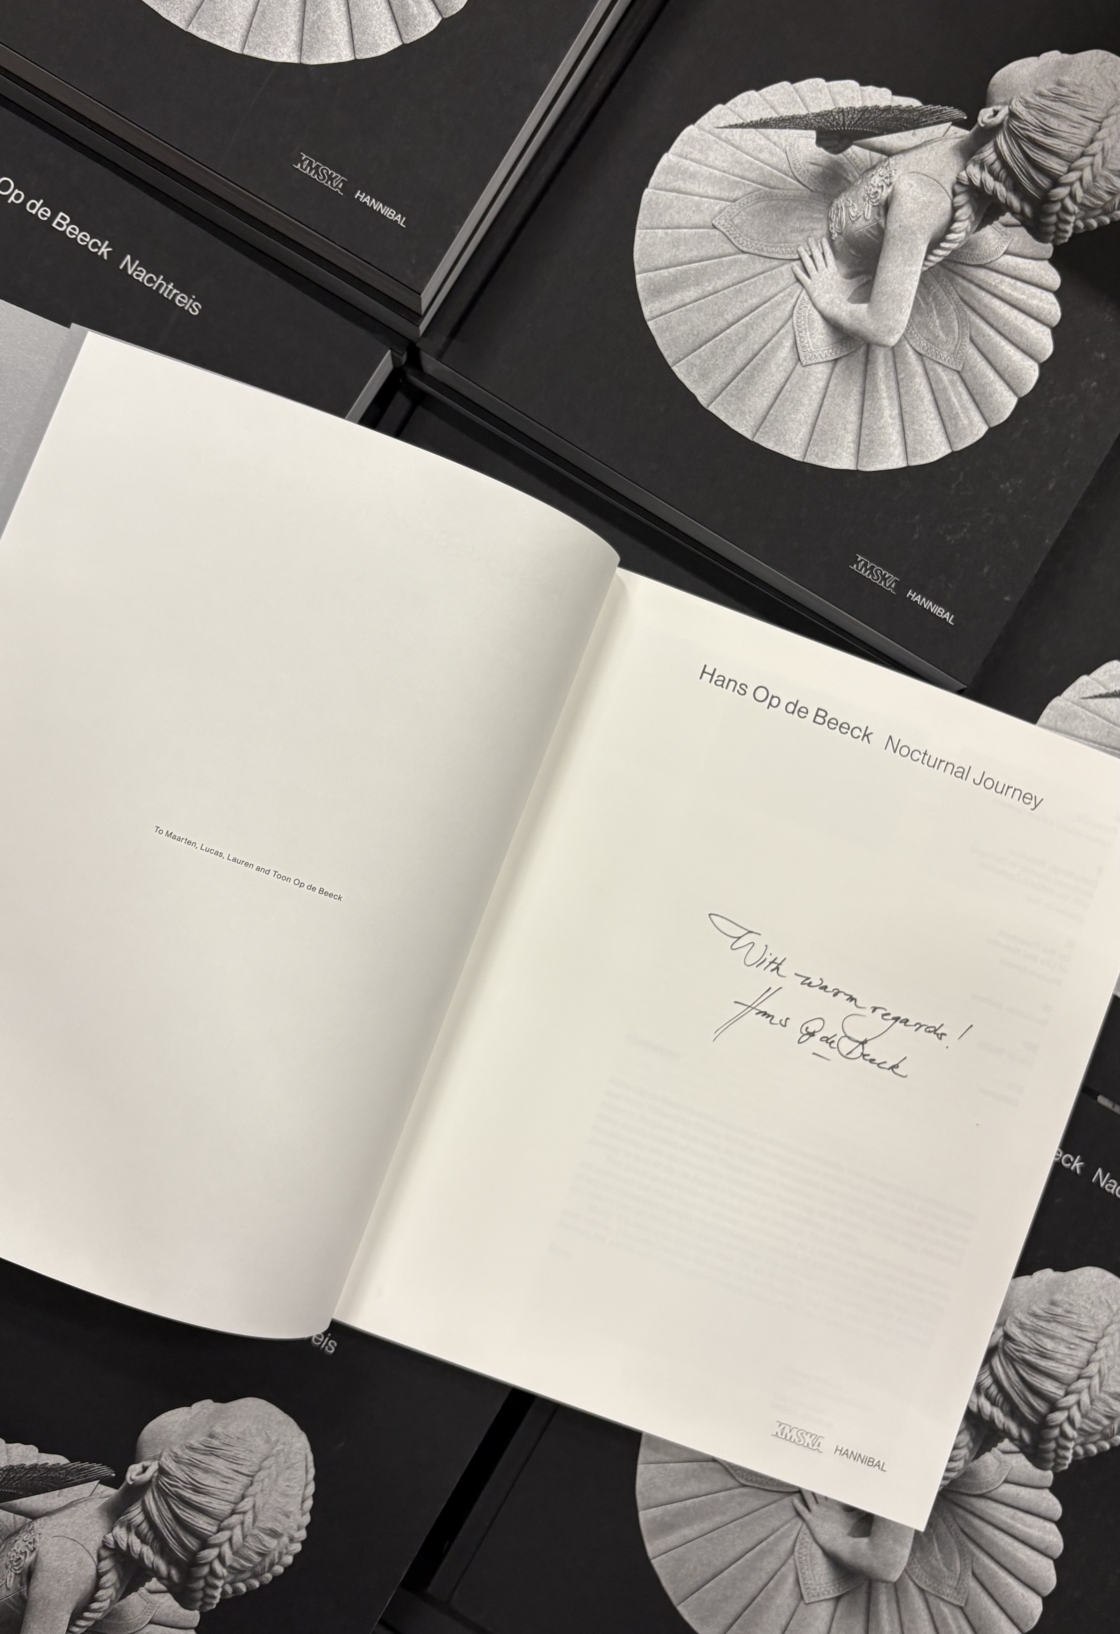 KMSKA HANNIBAL
Op de Beeck Nachtreis
KMSKA HANNIBAL
Hans Op de Beeck Nocturnal Journey
To Maarten, Lucas, Lauren and Toon Op de Beeck
With warm regards!
Hans Op de Beeck
eck Nac
eis
KMSKA HANNIBAL